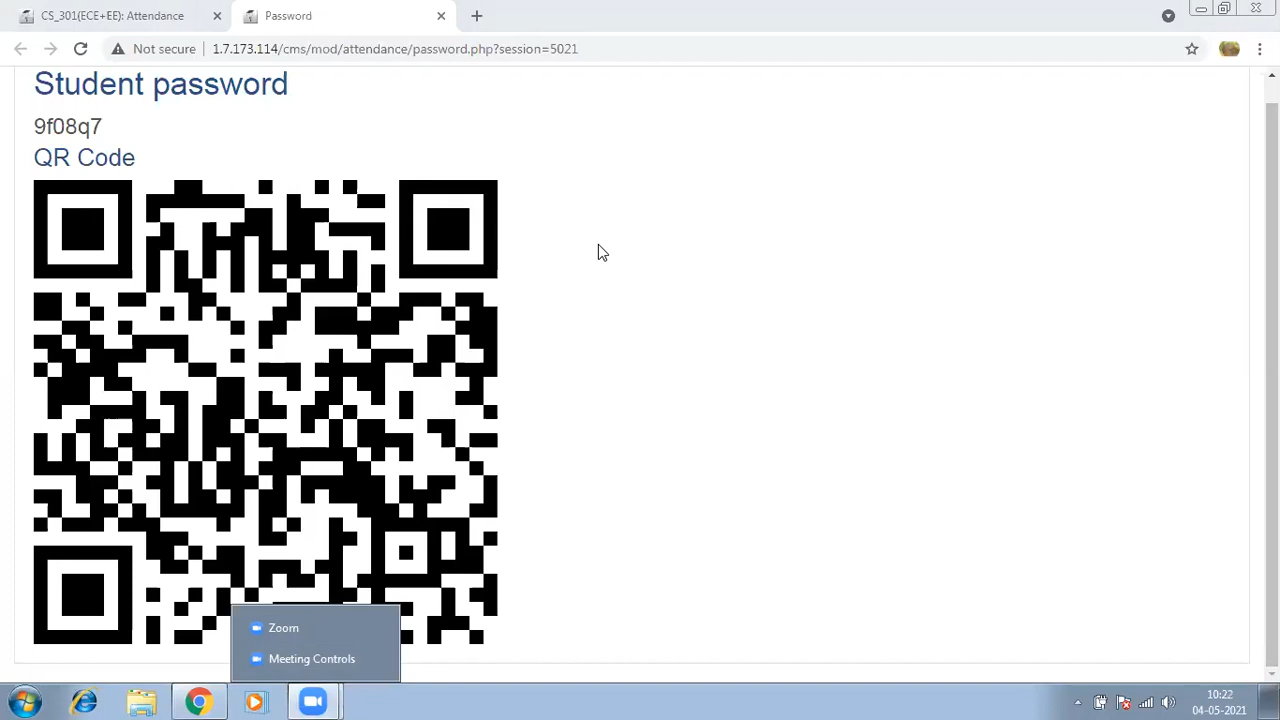 CS_301(ECE+EE): Attendance
Password
Not secure
1.7.173.114/cms/mod/attendance/password.php?session=5021
Student password
9f08q7
QR Code
Zoom
Meeting Controls
10:22
04-05-2021